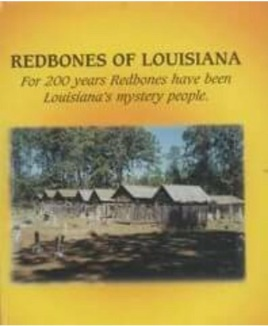 REDBONES OF LOUISIANA
For 200 years Redbones have been
Louisiana's mystery people.